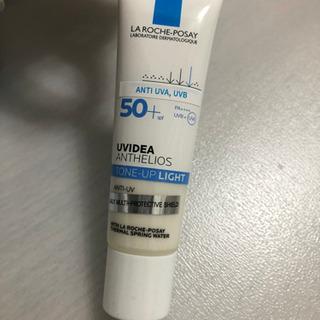 LA ROCHE-POSAY
LABORATOIRE DERMATOLOGIQUE
ANTI UVA, UVB
50+ spf
PA++++
UVB+ UVA
UVIDEA
ANTHELIOS
TONE-UP LIGHT
ANTI-UV
MULTI-PROTECTIVE SHIELD
WITH LA ROCHE-POSAY
THERMAL SPRING WATER